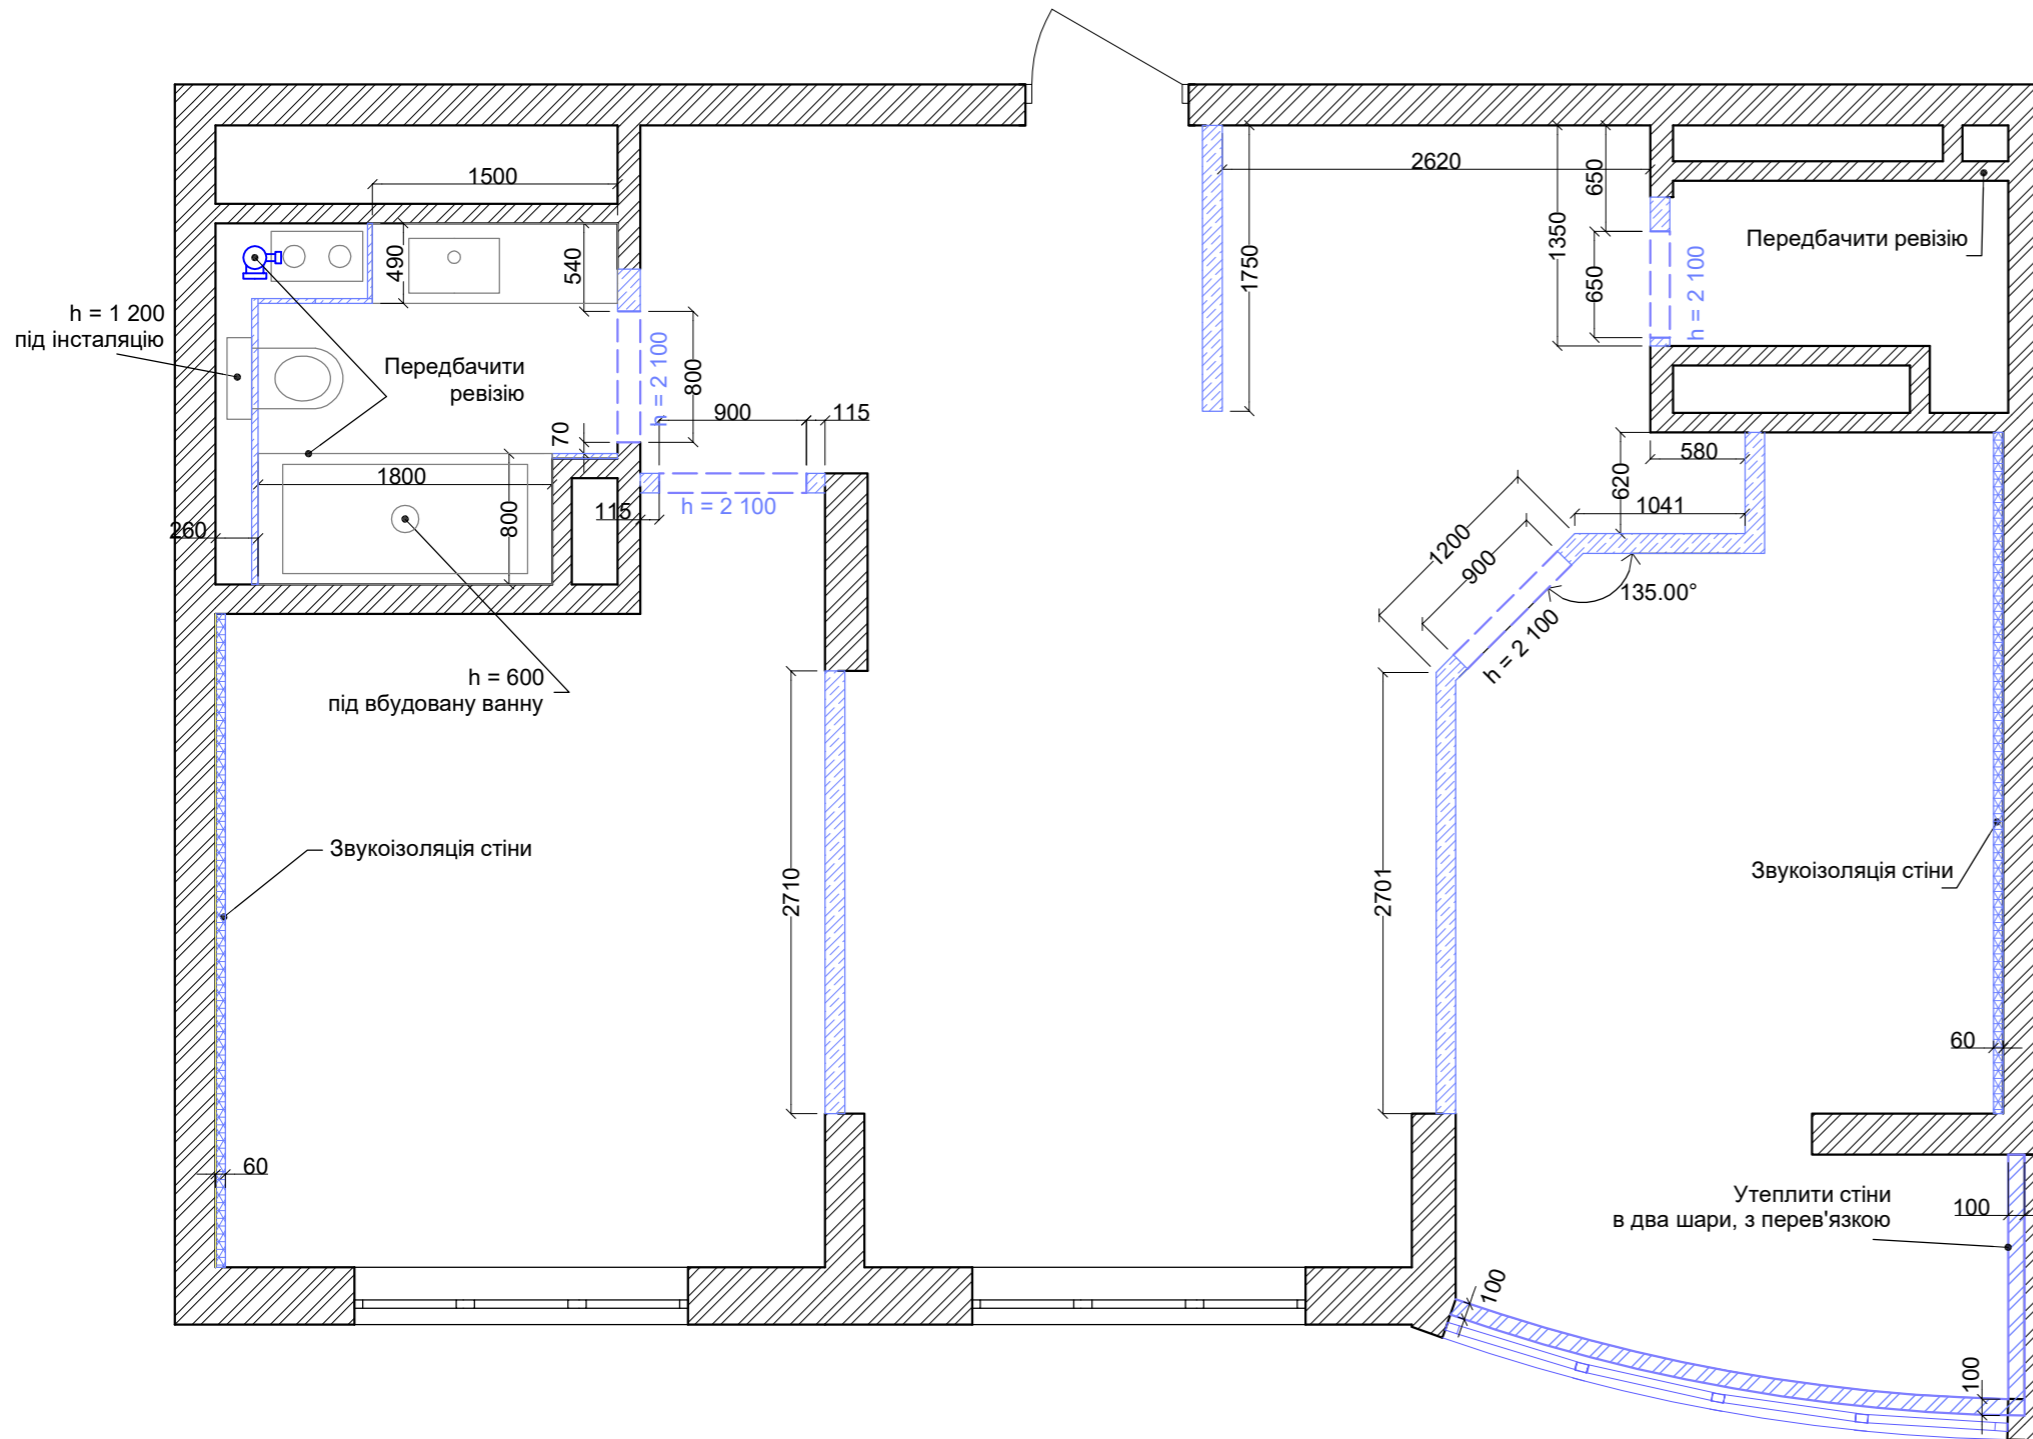 1500
2620
650
490
540
1350
1750
650
h = 2 100
Передбачити ревізію
h = 1 200
під інсталяцію
Передбачити
ревізію
h = 2 100
800
900
115
70
1800
800
115
h = 2 100
260
620
580
1041
1200
900
135.00°
h = 2 100
h = 600
під вбудовану ванну
Звукоізоляція стіни
2710
2701
Звукоізоляція стіни
60
60
Утеплити стіни
в два шари, з перев'язкою
100
100
100